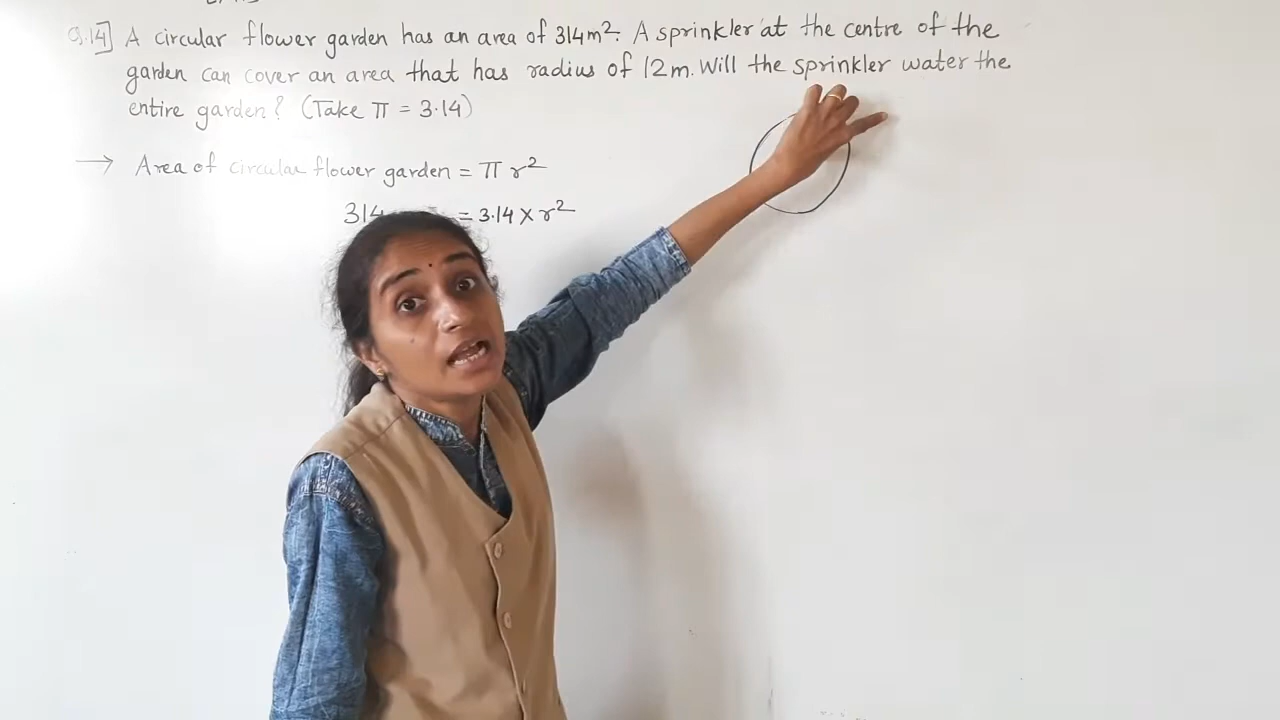 Q.14] A circular flower garden has an area of 314m². A sprinkler at the centre of the
garden can cover an area that has radius of 12m. Will the sprinkler water the
entire garden? (Take π = 3.14)
→ Area of circular flower garden = π r²
314 = 3.14 × r²